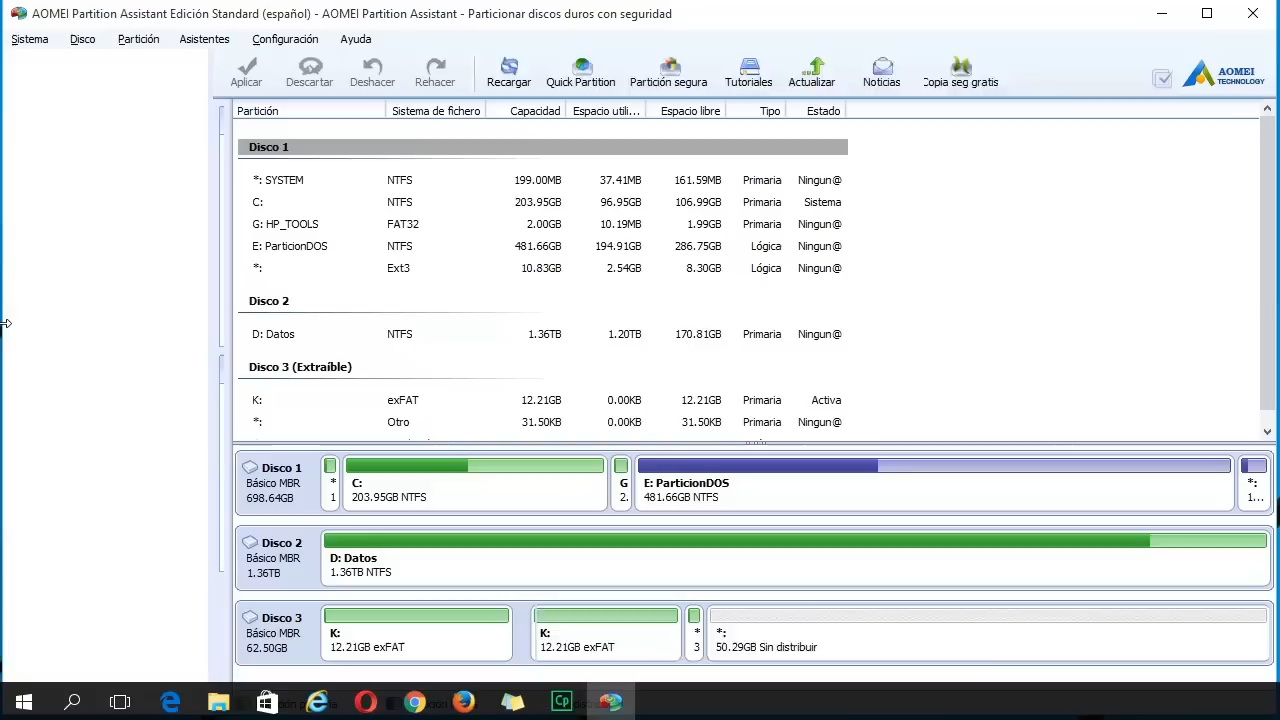 AOMEI Partition Assistant Edición Standard (español) - AOMEI Partition Assistant - Particionar discos duros con seguridad
Sistema Disco Partición Asistentes Configuración Ayuda
Aplicar Descartar Deshacer Rehacer Recargar Quick Partition Partición segura Tutoriales Actualizar Noticias Copia seg gratis
AOMEI
TECHNOLOGY
Partición Sistema de fichero Capacidad Espacio utili... Espacio libre Tipo Estado
Disco 1
*: SYSTEM NTFS 199.00MB 37.41MB 161.59MB Primaria Ningun@
C: NTFS 203.95GB 96.95GB 106.99GB Primaria Sistema
G: HP_TOOLS FAT32 2.00GB 10.19MB 1.99GB Primaria Ningun@
E: ParticionDOS NTFS 481.66GB 194.91GB 286.75GB Lógica Ningun@
*: Ext3 10.83GB 2.54GB 8.30GB Lógica Ningun@
Disco 2
D: Datos NTFS 1.36TB 1.20TB 170.81GB Primaria Ningun@
Disco 3 (Extraíble)
K: exFAT 12.21GB 0.00KB 12.21GB Primaria Activa
*: Otro 31.50KB 0.00KB 31.50KB Primaria Ningun@
Disco 1
Básico MBR
698.64GB
*
1
C:
203.95GB NTFS
G
2.
E: ParticionDOS
481.66GB NTFS
*:
1...
Disco 2
Básico MBR
1.36TB
D: Datos
1.36TB NTFS
Disco 3
Básico MBR
62.50GB
K:
12.21GB exFAT
K:
12.21GB exFAT
*
3
*:
50.29GB Sin distribuir
Cp